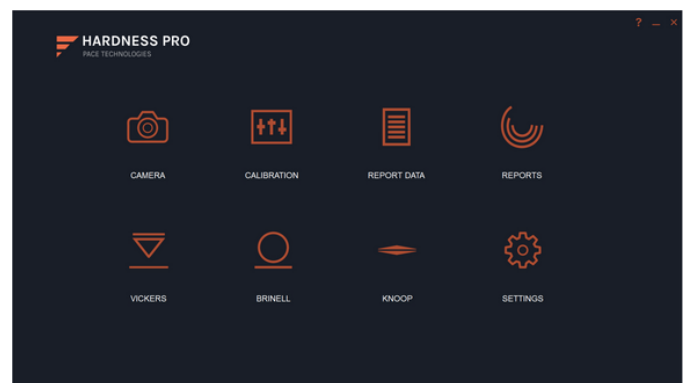 ? – ×
HARDNESS PRO
PACE TECHNOLOGIES
CAMERA CALIBRATION REPORT DATA REPORTS
VICKERS BRINELL KNOOP SETTINGS